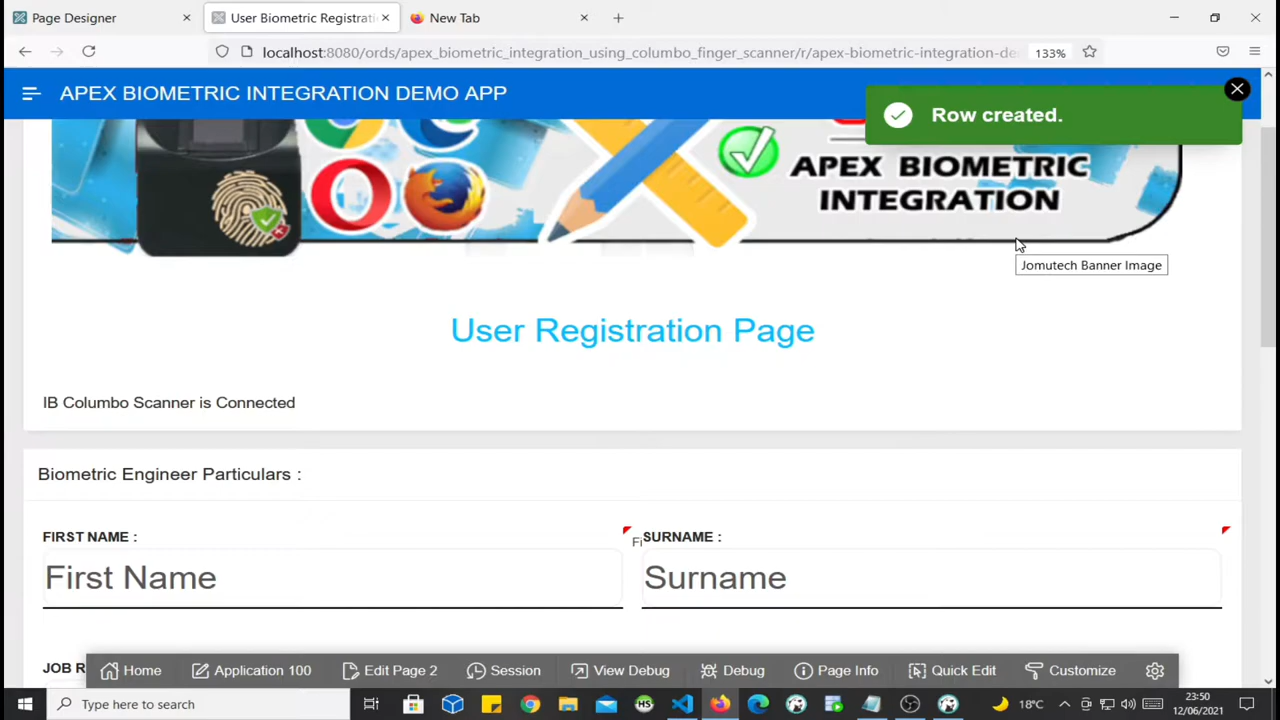 Page Designer
User Biometric Registrati
New Tab
localhost:8080/ords/apex_biometric_integration_using_columbo_finger_scanner/r/apex-biometric-integration-de
133%
APEX BIOMETRIC INTEGRATION DEMO APP
Row created.
APEX BIOMETRIC
INTEGRATION
Jomutech Banner Image
User Registration Page
IB Columbo Scanner is Connected
Biometric Engineer Particulars :
FIRST NAME :
Fi
SURNAME :
First Name
Surname
JOB R
Home
Application 100
Edit Page 2
Session
View Debug
Debug
Page Info
Quick Edit
Customize
Type here to search
HS
18°C
23:50
12/06/2021